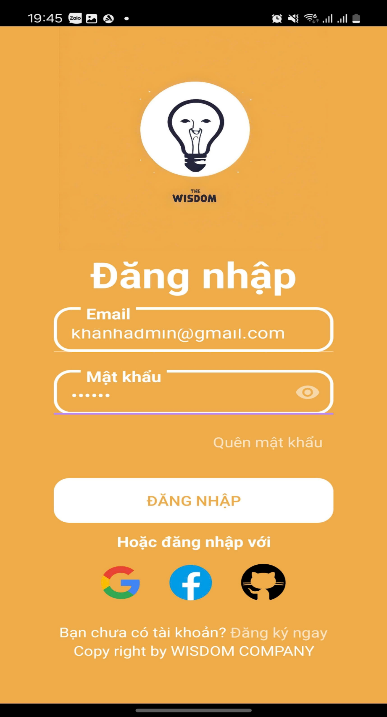 19:45 Zalo
THE
WISDOM
Đăng nhập
Email
khanhadmin@gmail.com
Mật khẩu
••••••
Quên mật khẩu
ĐĂNG NHẬP
Hoặc đăng nhập với
Bạn chưa có tài khoản? Đăng ký ngay
Copy right by WISDOM COMPANY